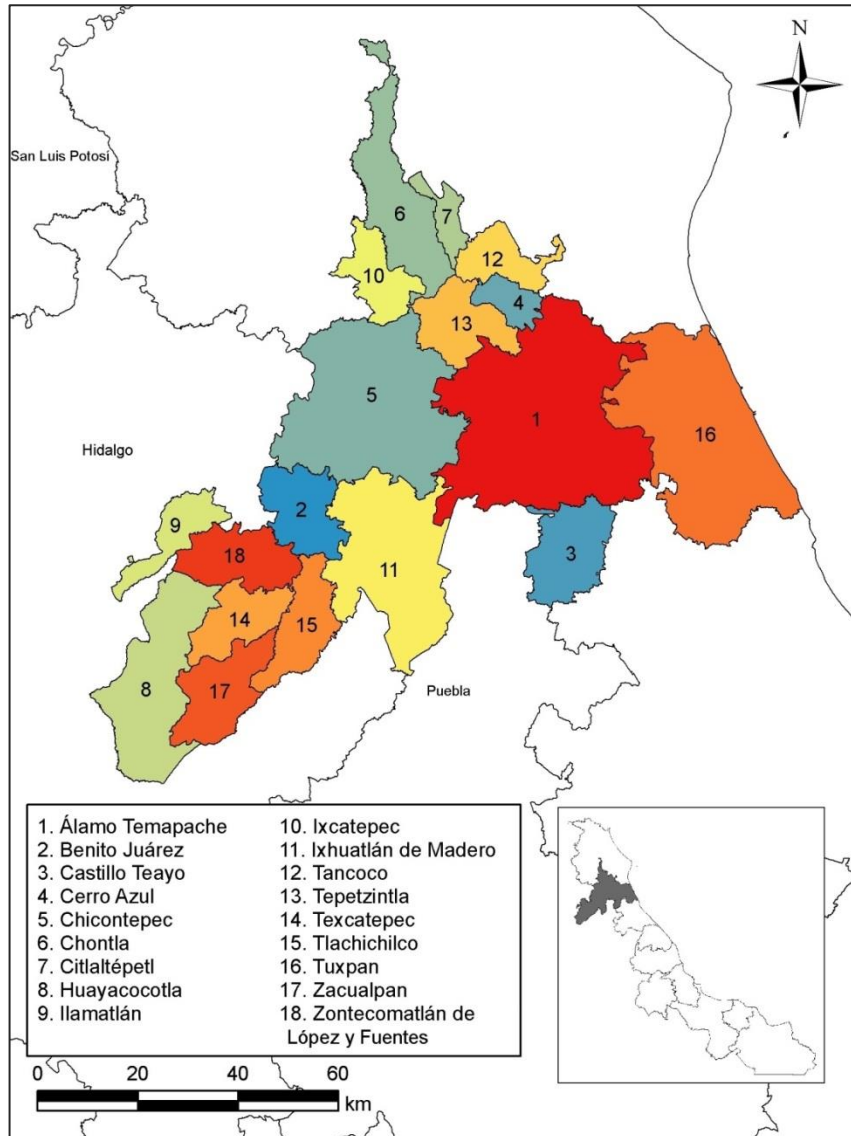 N
San Luis Potosí
6
7
12
10
4
13
5
1
16
Hidalgo
2
9
3
18
11
14
15
8
17
Puebla
1. Álamo Temapache
2. Benito Juárez
3. Castillo Teayo
4. Cerro Azul
5. Chicontepec
6. Chontla
7. Citlaltépetl
8. Huayacocotla
9. Ilamatlán
10. Ixcatepec
11. Ixhuatlán de Madero
12. Tancoco
13. Tepetzintla
14. Texcatepec
15. Tlachichilco
16. Tuxpan
17. Zacualpan
18. Zontecomatlán de
López y Fuentes
0 20 40 60
km